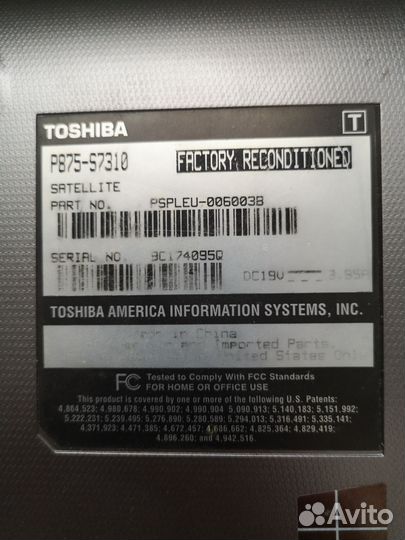 TOSHIBA T
P875-S7310 FACTORY RECONDITIONED
SATELLITE
PART NO. PSPLEU-006003B
SERIAL NO. 9C174095Q
DC19V 3.95A
TOSHIBA AMERICA INFORMATION SYSTEMS, INC.
in China
and Imported Parts.
United States Only
FC Tested to Comply With FCC Standards
FOR HOME OR OFFICE USE
This product is covered by one or more of the following U.S. Patents:
4,864,523; 4,980,678; 4,990,902; 4,990,904; 5,090,913; 5,140,183; 5,151,992;
5,222,231; 5,239,495; 5,276,890; 5,280,589; 5,294,013; 5,316,491; 5,335,141;
4,371,923; 4,471,385; 4,672,457; 4,686,662; 4,825,364; 4,829,419;
4,896,260; and 4,942,516.
Avito